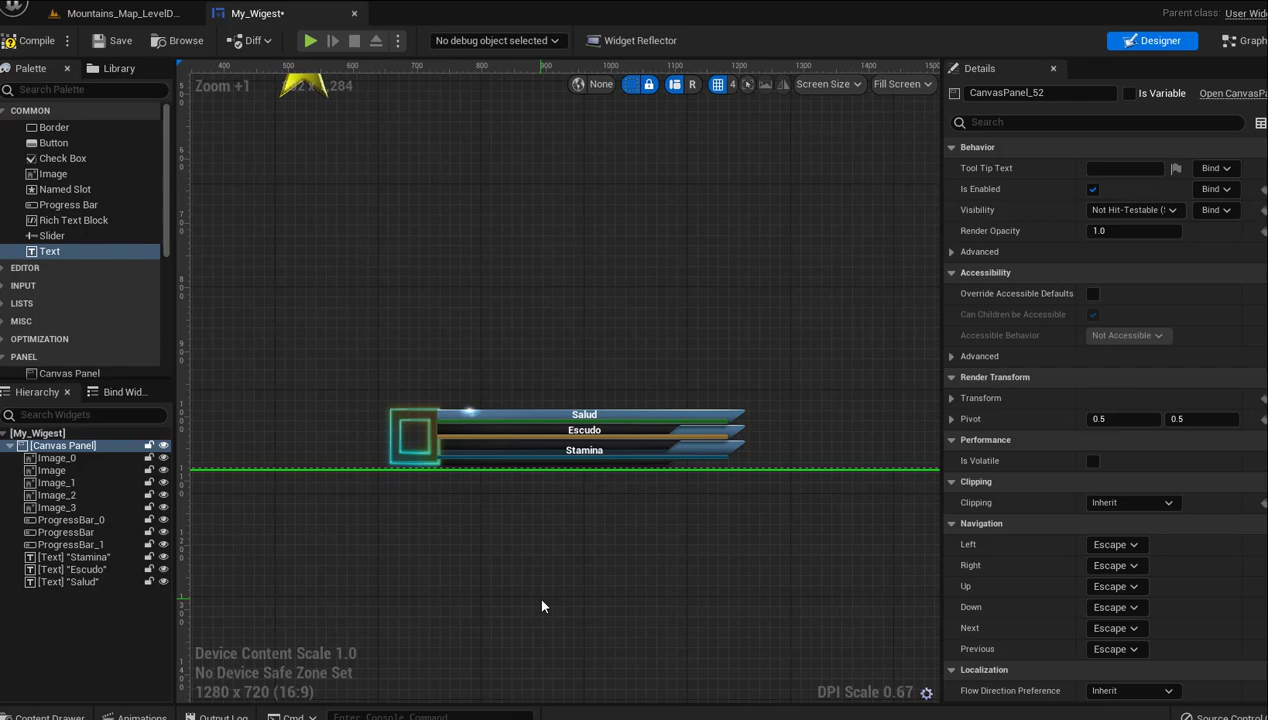 Mountains_Map_LevelD...
My_Wigest•
Parent class: User Wid
Compile
Save
Browse
Diff
No debug object selected
Widget Reflector
Designer
Graph
Palette
Library
Search Palette
COMMON
Border
Button
Check Box
Image
Named Slot
Progress Bar
Rich Text Block
Slider
Text
EDITOR
INPUT
LISTS
MISC
OPTIMIZATION
PANEL
Canvas Panel
Hierarchy
Bind Wid...
Search Widgets
[My_Wigest]
[Canvas Panel]
Image_0
Image
Image_1
Image_2
Image_3
ProgressBar_0
ProgressBar
ProgressBar_1
[Text] "Stamina"
[Text] "Escudo"
[Text] "Salud"
400 500 600 700 800 900 1000 1100 1200 1300 1400 1500
Zoom +1
None
R
4
Screen Size
Fill Screen
Salud
Escudo
Stamina
Device Content Scale 1.0
No Device Safe Zone Set
1280 x 720 (16:9)
DPI Scale 0.67
Details
CanvasPanel_52
Is Variable
Open CanvasPa
Search
Behavior
Tool Tip Text
Bind
Is Enabled
Bind
Visibility
Not Hit-Testable (
Bind
Render Opacity
1.0
Advanced
Accessibility
Override Accessible Defaults
Can Children be Accessible
Accessible Behavior
Not Accessible
Advanced
Render Transform
Transform
Pivot
0.5
0.5
Performance
Is Volatile
Clipping
Clipping
Inherit
Navigation
Left
Escape
Right
Escape
Up
Escape
Down
Escape
Next
Escape
Previous
Escape
Localization
Flow Direction Preference
Inherit
Content Drawer
Animations
Output Log
Cmd
Enter Console Command
Source Control